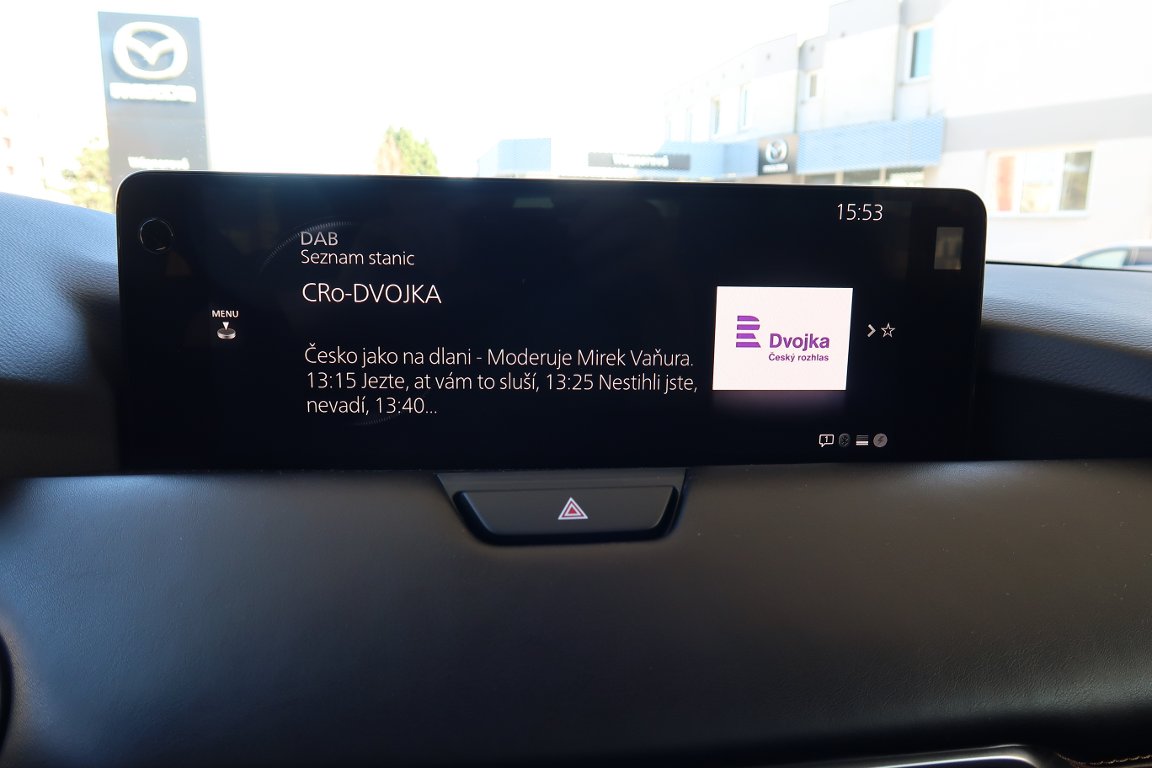 15:53
DAB
Seznam stanic
CRo-DVOJKA
MENU
Dvojka
Český rozhlas
Česko jako na dlani - Moderuje Mirek Vaňura.
13:15 Jezte, at vám to sluší, 13:25 Nestihli jste,
nevadí, 13:40...
1